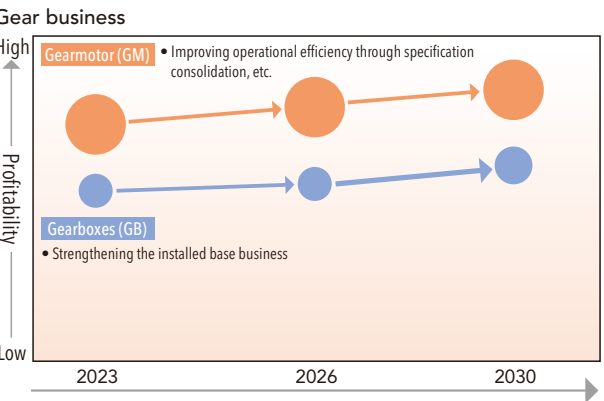 Gear business
High
Gearmotor (GM)
• Improving operational efficiency through specification
consolidation, etc.
Profitability
Gearboxes (GB)
• Strengthening the installed base business
Low
2023 2026 2030